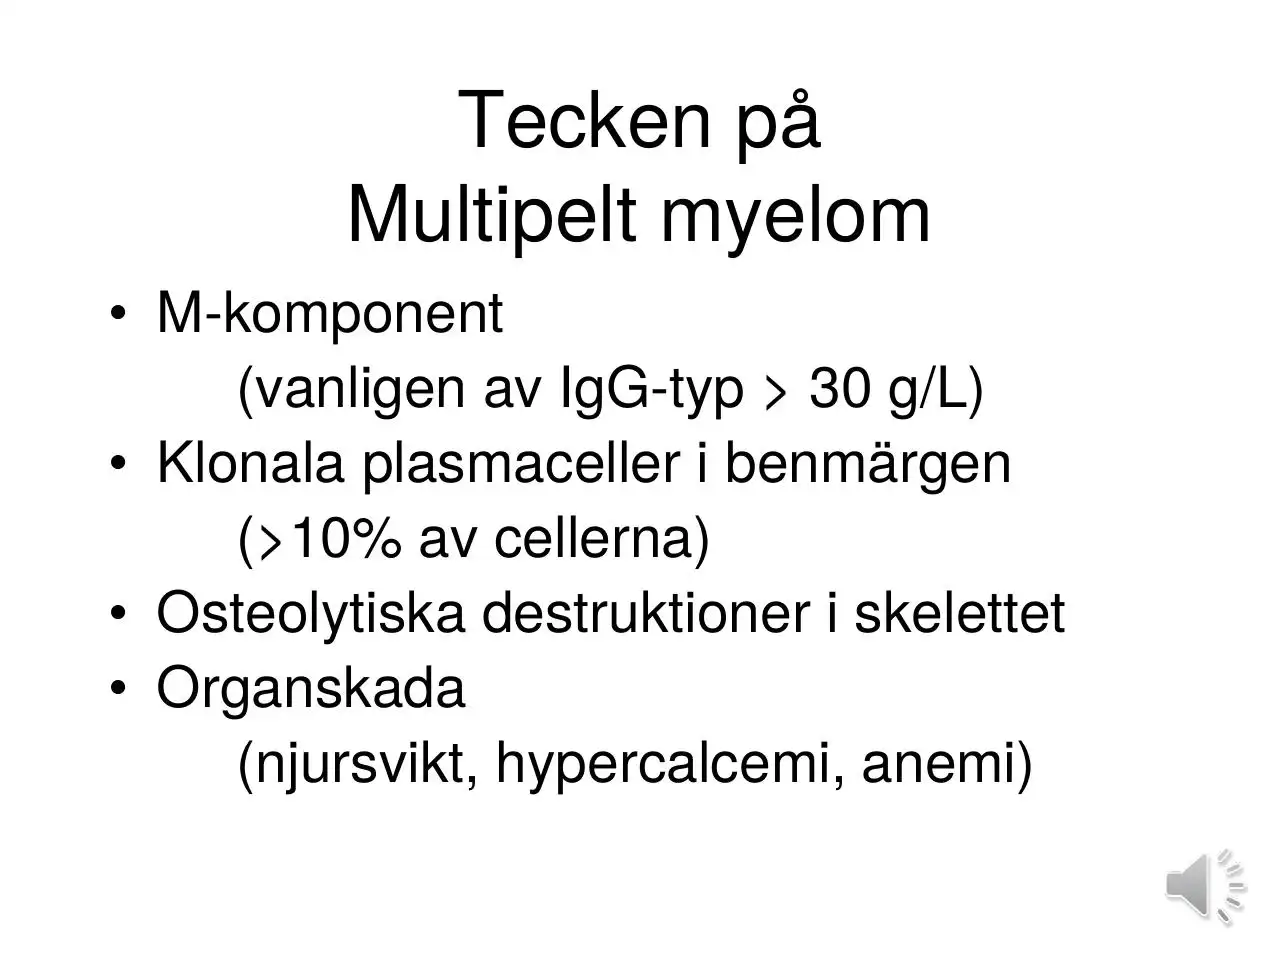 Tecken på
Multipelt myelom
• M-komponent
(vanligen av IgG-typ > 30 g/L)
• Klonala plasmaceller i benmärgen
(>10% av cellerna)
• Osteolytiska destruktioner i skelettet
• Organskada
(njursvikt, hypercalcemi, anemi)